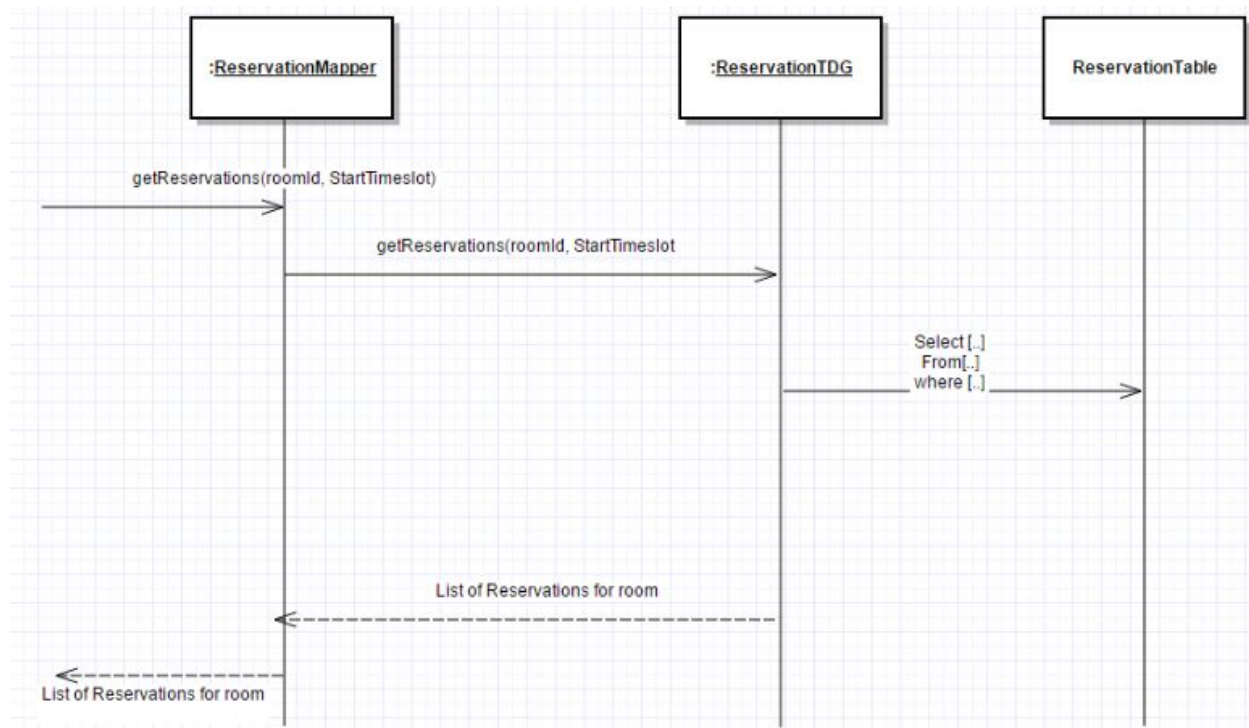 :ReservationMapper
:ReservationTDG
ReservationTable
getReservations(roomId, StartTimeslot)
getReservations(roomId, StartTimeslot
Select [..]
From[..]
where [..]
List of Reservations for room
List of Reservations for room